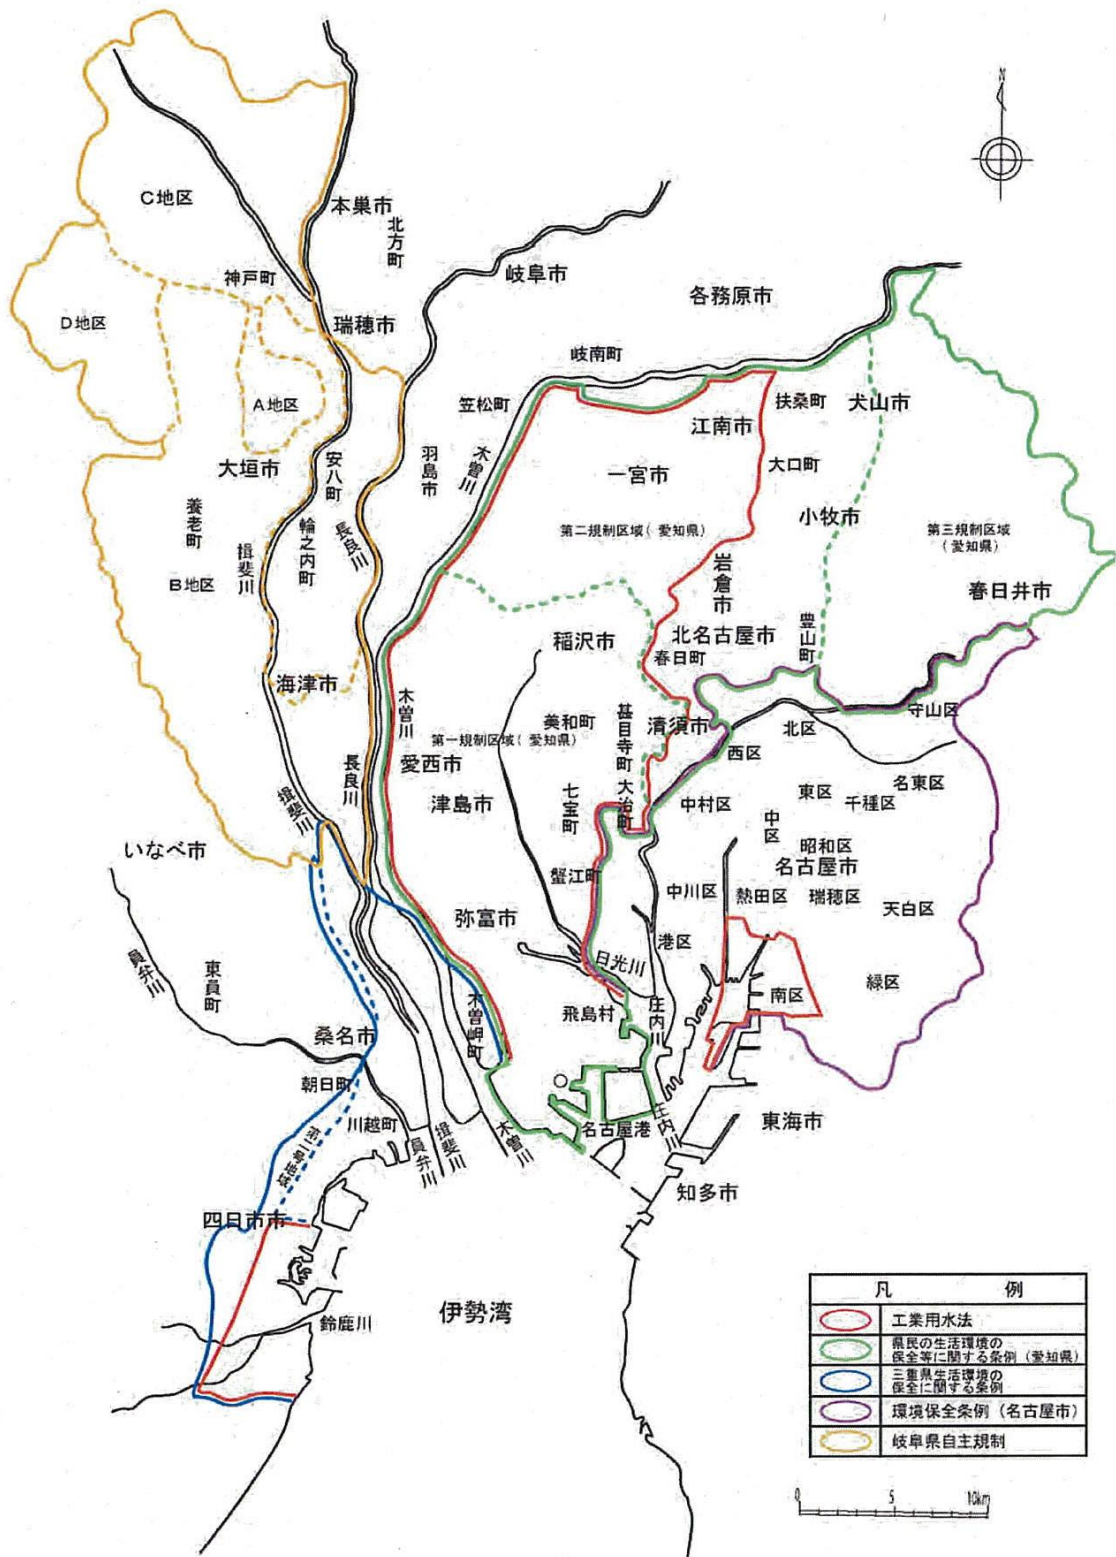 N
C地区
本巣市
北方町
岐阜市
神戸町
各務原市
D地区
瑞穂市
岐南町
A地区
笠松町
扶桑町
犬山市
江南市
大垣市
安八町
羽島市
木曽川
一宮市
大口町
養老町
輪之内町
長良川
小牧市
第二規制区域(愛知県)
第三規制区域
(愛知県)
揖斐川
B地区
岩倉市
春日井市
稲沢市
北名古屋市
豊山町
春日町
海津市
木曽川
美和町
甚目寺町
清須市
守山区
第一規制区域(愛知県)
北区
西区
愛西市
長良川
津島市
七宝町
大治町
中村区
東区
千種区
名東区
揖斐川
中区
昭和区
名古屋市
いなべ市
蟹江町
中川区
熱田区
瑞穂区
天白区
弥富市
港区
員弁川
東員町
日光川
南区
緑区
木曽岬町
飛島村
庄内川
桑名市
朝日町
川越町
員弁川
揖斐川
木曽川
名古屋港
庄内川
東海市
第二号地域
知多市
四日市市
伊勢湾
鈴鹿川
凡 例
工業用水法
県民の生活環境の
保全等に関する条例(愛知県)
三重県生活環境の
保全に関する条例
環境保全条例(名古屋市)
岐阜県自主規制
0 5 10km